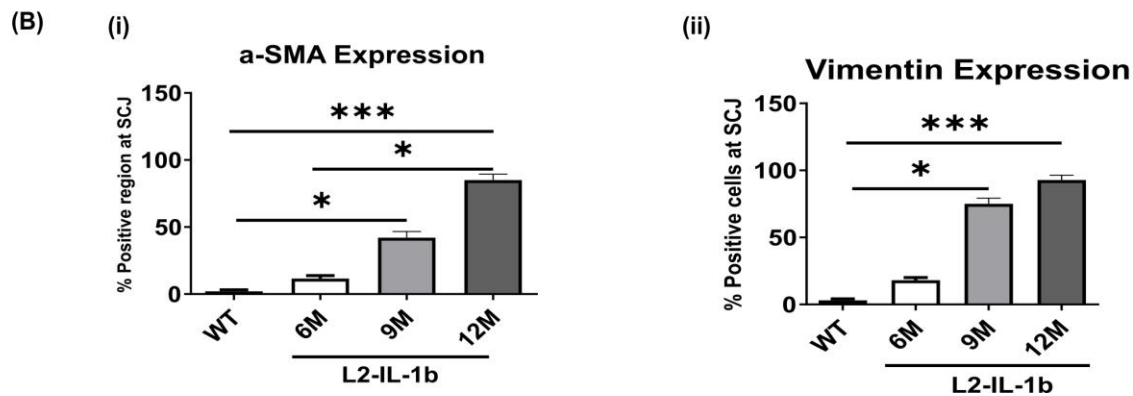 (B)
(i)
a-SMA Expression
% Positive region at SCJ
150
100
50
0
***
*
*
WT
6M
9M
12M
L2-IL-1b
(ii)
Vimentin Expression
% Positive cells at SCJ
150
100
50
0
***
*
WT
6M
9M
12M
L2-IL-1b